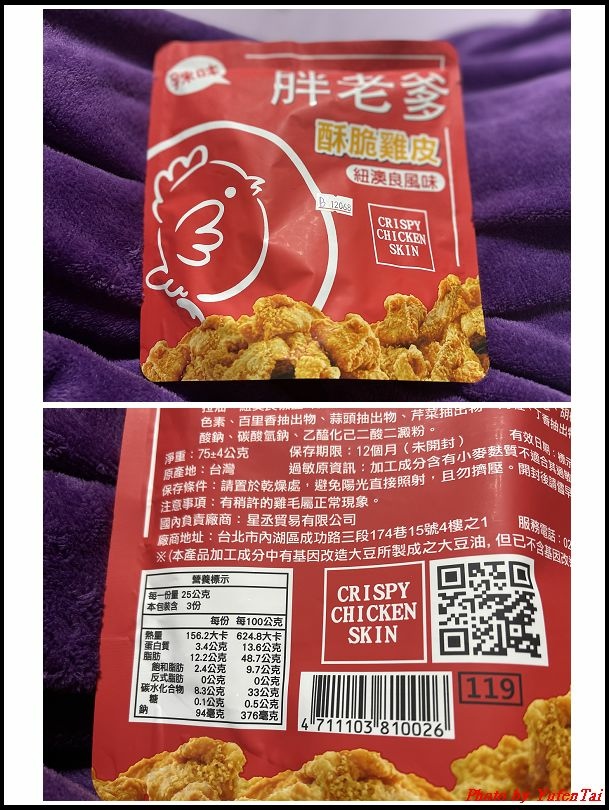 辣味
胖老爹
酥脆雞皮
紐澳良風味
B 12068
CRISPY
CHICKEN
SKIN
色素、百里香抽出物、蒜頭抽出物、芹菜抽出物
丁香抽出物
酸鈉、碳酸氫鈉、乙醯化己二酸二澱粉。
淨重：75±4公克 保存期限：12個月（未開封） 有效日期：標示
原產地：台灣 過敏原資訊：加工成分含有小麥麩質不適合其過敏
保存條件：請置於乾燥處，避免陽光直接照射，且勿擠壓。開封後請儘早
注意事項：有稍許的雞毛屬正常現象。
國內負責廠商：星丞貿易有限公司
廠商地址：台北市內湖區成功路三段174巷15號4樓之1 服務電話：02
※(本產品加工成分中有基因改造大豆所製成之大豆油，但已不含基因改
營養標示
每一份量 25公克
本包裝含 3份
每份 每100公克
熱量 156.2大卡 624.8大卡
蛋白質 3.4公克 13.6公克
脂肪 12.2公克 48.7公克
飽和脂肪 2.4公克 9.7公克
反式脂肪 0公克 0公克
碳水化合物 8.3公克 33公克
糖 0.1公克 0.5公克
鈉 94毫克 376毫克
CRISPY
CHICKEN
SKIN
119
4 711103 810026
Photo by YutenTai